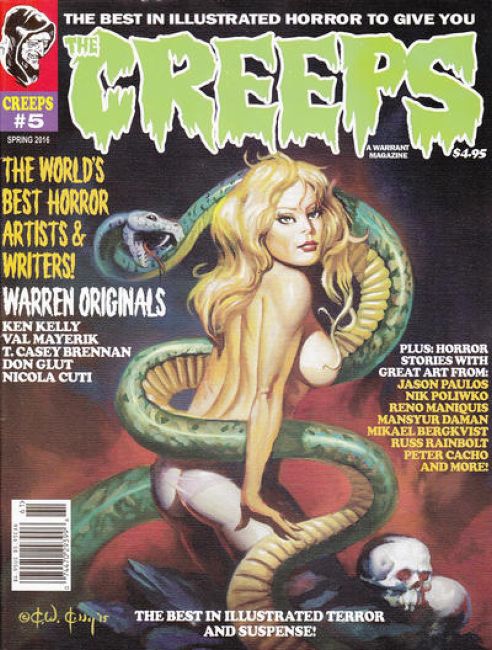 THE BEST IN ILLUSTRATED HORROR TO GIVE YOU
THE
CREEPS
CREEPS
#5
SPRING 2016
A WARRANT
MAGAZINE
$4.95
THE WORLD'S
BEST HORROR
ARTISTS &
WRITERS!
WARREN ORIGINALS
KEN KELLY
VAL MAYERIK
T. CASEY BRENNAN
DON GLUT
NICOLA CUTI
PLUS: HORROR
STORIES WITH
GREAT ART FROM:
JASON PAULOS
NIK POLIWKO
RENO MANIQUIS
MANSYUR DAMAN
MIKAEL BERGKVIST
RUSS RAINBOLT
PETER CACHO
AND MORE!
THE BEST IN ILLUSTRATED TERROR
AND SUSPENSE!